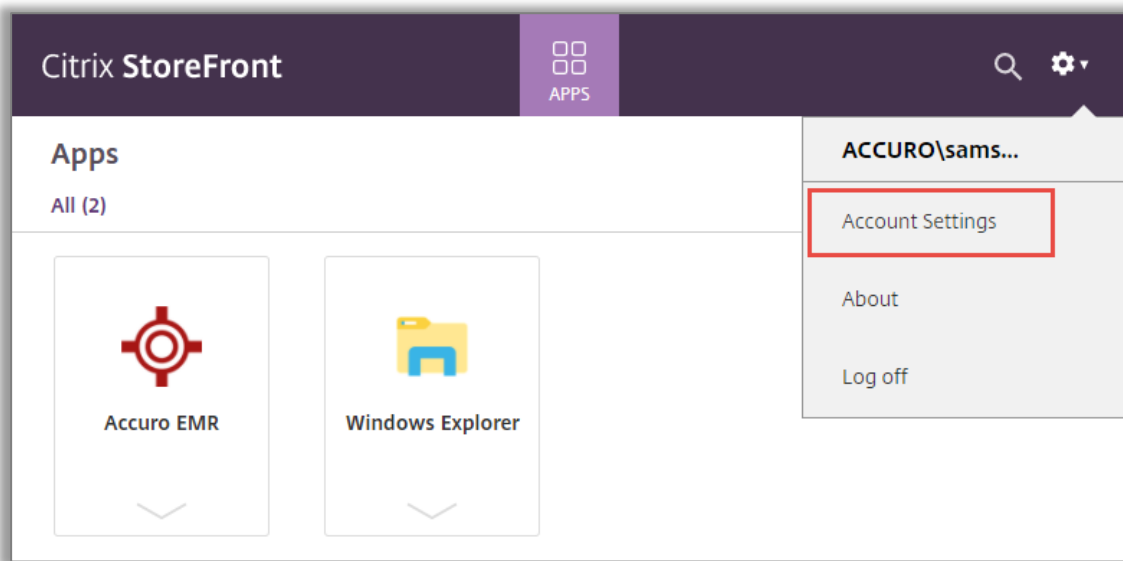 Citrix StoreFront
APPS
Apps
All (2)
Accuro EMR
Windows Explorer
ACCURO\sams...
Account Settings
About
Log off